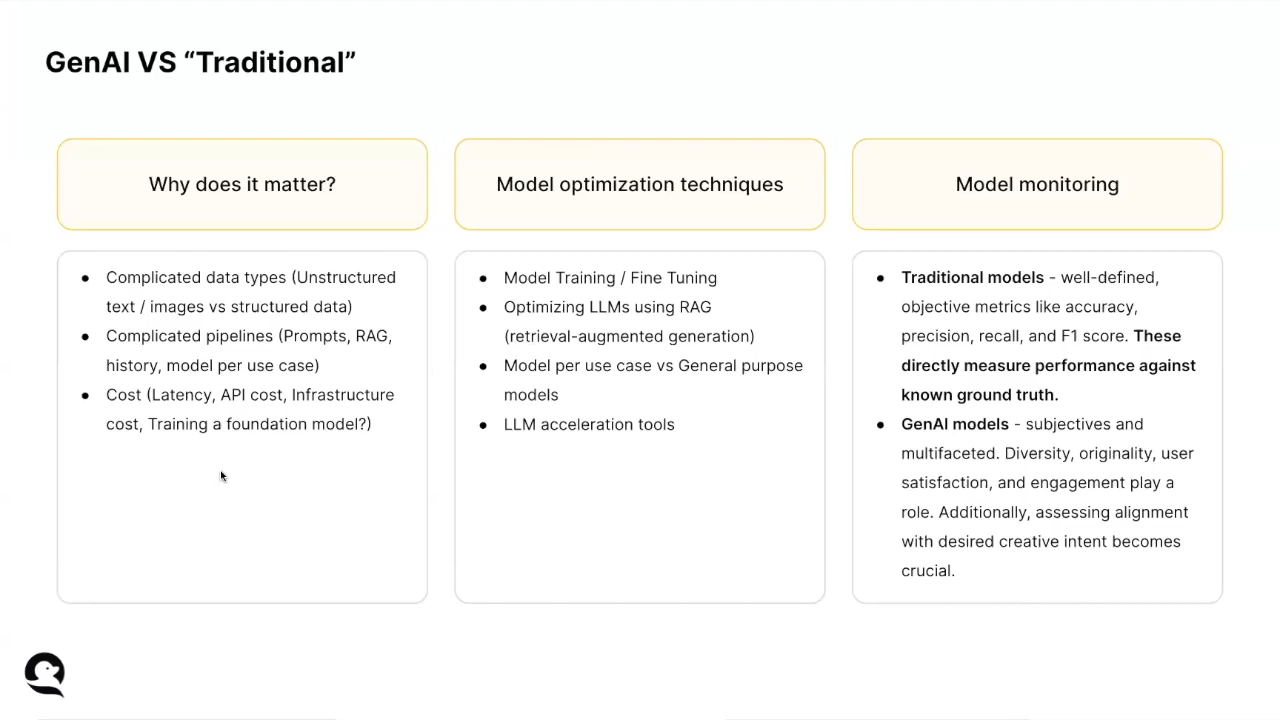 GenAI VS “Traditional”
Why does it matter?
● Complicated data types (Unstructured
text / images vs structured data)
● Complicated pipelines (Prompts, RAG,
history, model per use case)
● Cost (Latency, API cost, Infrastructure
cost, Training a foundation model?)
Model optimization techniques
● Model Training / Fine Tuning
● Optimizing LLMs using RAG
(retrieval-augmented generation)
● Model per use case vs General purpose
models
● LLM acceleration tools
Model monitoring
● Traditional models - well-defined,
objective metrics like accuracy,
precision, recall, and F1 score. These
directly measure performance against
known ground truth.
● GenAI models - subjectives and
multifaceted. Diversity, originality, user
satisfaction, and engagement play a
role. Additionally, assessing alignment
with desired creative intent becomes
crucial.